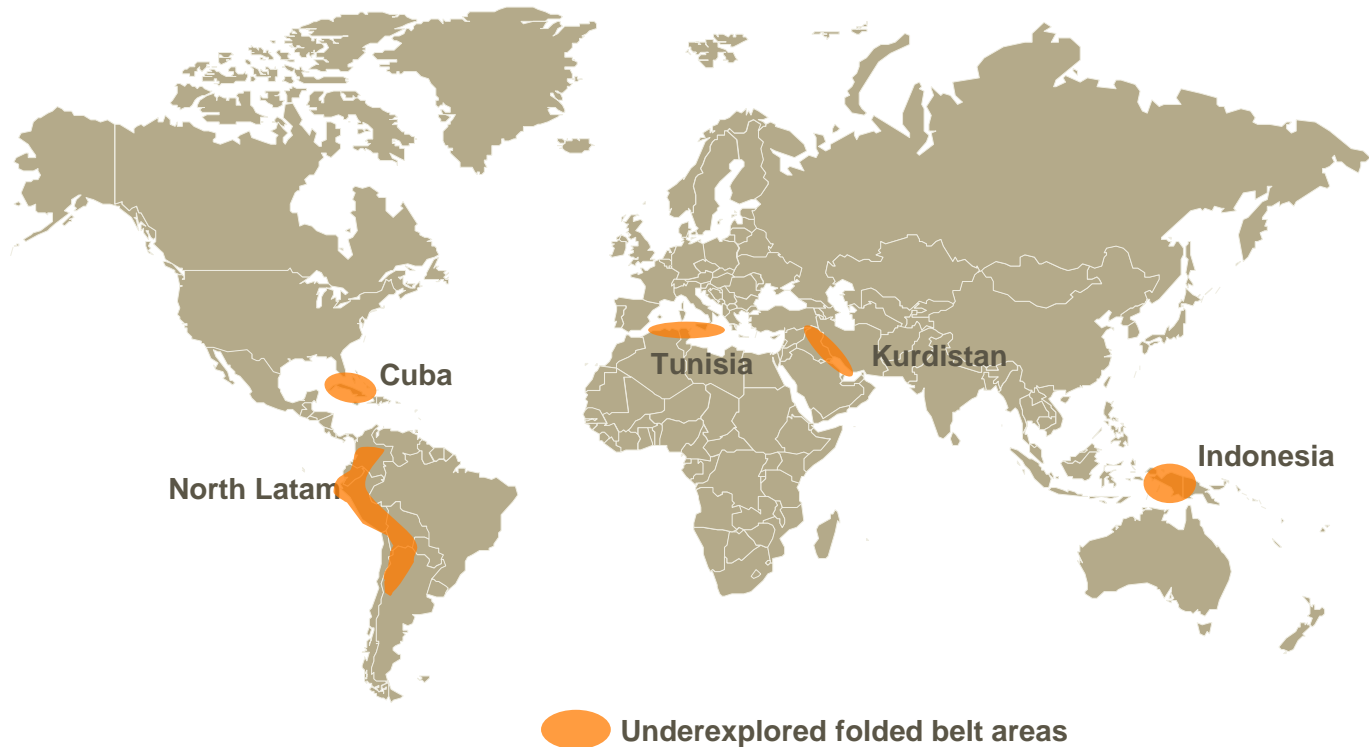 Cuba
Tunisia
Kurdistan
North Latam
Indonesia
Underexplored folded belt areas